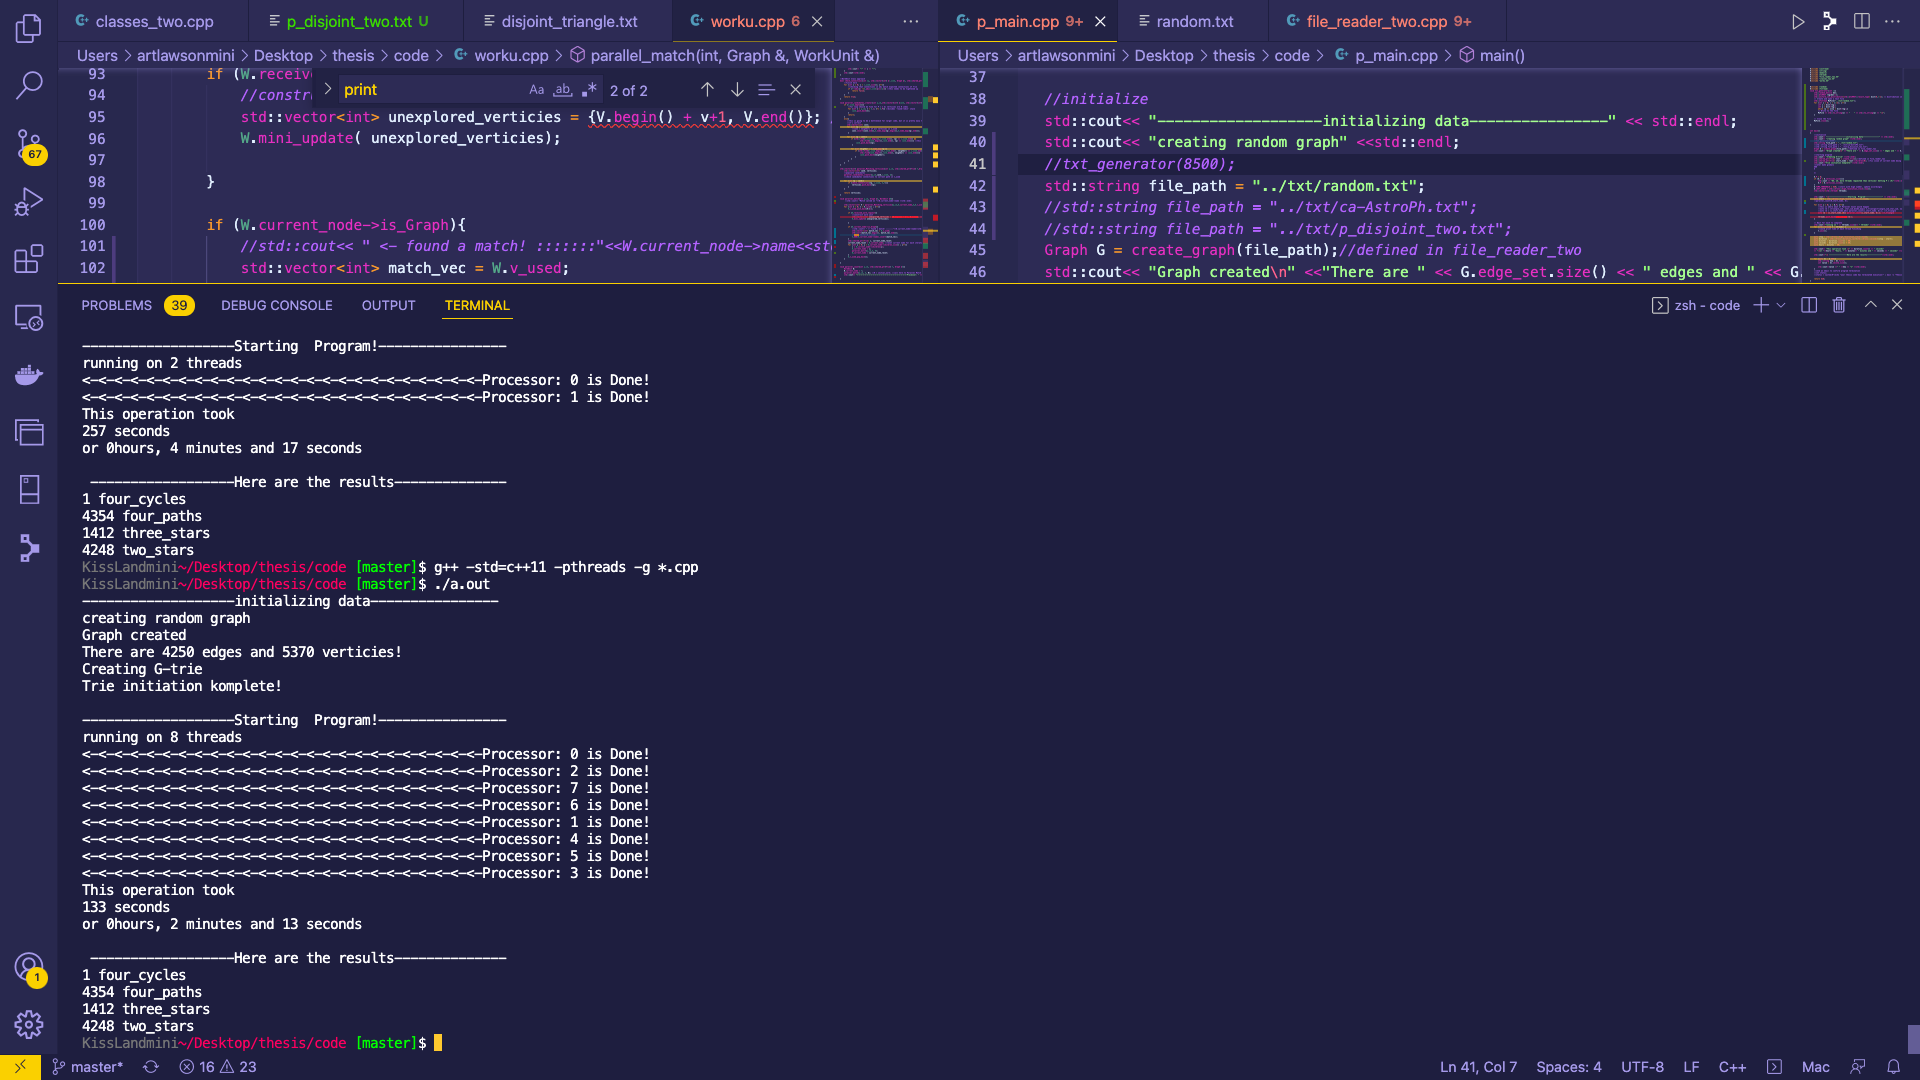 classes_two.cpp
p_disjoint_two.txt U
disjoint_triangle.txt
worku.cpp 6
p_main.cpp 9+
random.txt
file_reader_two.cpp 9+
Users > artlawsonmini > Desktop > thesis > code > worku.cpp > parallel_match(int, Graph &, WorkUnit &)
Users > artlawsonmini > Desktop > thesis > code > p_main.cpp > main()
93 if (W.receiv
94 //constr
95 std::vector<int> unexplored_verticies = {V.begin() + v+1, V.end()};
96 W.mini_update( unexplored_verticies);
97
98 }
99
100 if (W.current_node->is_Graph){
101 //std::cout<< " <- found a match! :::::::"<<W.current_node->name<<st
102 std::vector<int> match_vec = W.v_used;
print
Aa ab .*
2 of 2
37
38 //initialize
39 std::cout<< "--------------------initializing data-----------------" << std::endl;
40 std::cout<< "creating random graph" <<std::endl;
41 //txt_generator(8500);
42 std::string file_path = "../txt/random.txt";
43 //std::string file_path = "../txt/ca-AstroPh.txt";
44 //std::string file_path = "../txt/p_disjoint_two.txt";
45 Graph G = create_graph(file_path);//defined in file_reader_two
46 std::cout<< "Graph created\n" <<"There are " << G.edge_set.size() << " edges and " << G.
67
PROBLEMS 39 DEBUG CONSOLE OUTPUT TERMINAL
zsh - code
-------------------Starting  Program!----------------
running on 2 threads
<-<-<-<-<-<-<-<-<-<-<-<-<-<-<-<-<-<-<-<-<-<-<-<-<-Processor: 0 is Done!
<-<-<-<-<-<-<-<-<-<-<-<-<-<-<-<-<-<-<-<-<-<-<-<-<-Processor: 1 is Done!
This operation took
257 seconds
or 0hours, 4 minutes and 17 seconds
------------------Here are the results--------------
1 four_cycles
4354 four_paths
1412 three_stars
4248 two_stars
KissLandmini~/Desktop/thesis/code [master]$ g++ -std=c++11 -pthreads -g *.cpp
KissLandmini~/Desktop/thesis/code [master]$ ./a.out
-------------------initializing data----------------
creating random graph
Graph created
There are 4250 edges and 5370 verticies!
Creating G-trie
Trie initiation komplete!
-------------------Starting  Program!----------------
running on 8 threads
<-<-<-<-<-<-<-<-<-<-<-<-<-<-<-<-<-<-<-<-<-<-<-<-<-Processor: 0 is Done!
<-<-<-<-<-<-<-<-<-<-<-<-<-<-<-<-<-<-<-<-<-<-<-<-<-Processor: 2 is Done!
<-<-<-<-<-<-<-<-<-<-<-<-<-<-<-<-<-<-<-<-<-<-<-<-<-Processor: 7 is Done!
<-<-<-<-<-<-<-<-<-<-<-<-<-<-<-<-<-<-<-<-<-<-<-<-<-Processor: 6 is Done!
<-<-<-<-<-<-<-<-<-<-<-<-<-<-<-<-<-<-<-<-<-<-<-<-<-Processor: 1 is Done!
<-<-<-<-<-<-<-<-<-<-<-<-<-<-<-<-<-<-<-<-<-<-<-<-<-Processor: 4 is Done!
<-<-<-<-<-<-<-<-<-<-<-<-<-<-<-<-<-<-<-<-<-<-<-<-<-Processor: 5 is Done!
<-<-<-<-<-<-<-<-<-<-<-<-<-<-<-<-<-<-<-<-<-<-<-<-<-Processor: 3 is Done!
This operation took
133 seconds
or 0hours, 2 minutes and 13 seconds
------------------Here are the results--------------
1 four_cycles
4354 four_paths
1412 three_stars
4248 two_stars
KissLandmini~/Desktop/thesis/code [master]$
1
master* 16 23
Ln 41, Col 7 Spaces: 4 UTF-8 LF C++ Mac